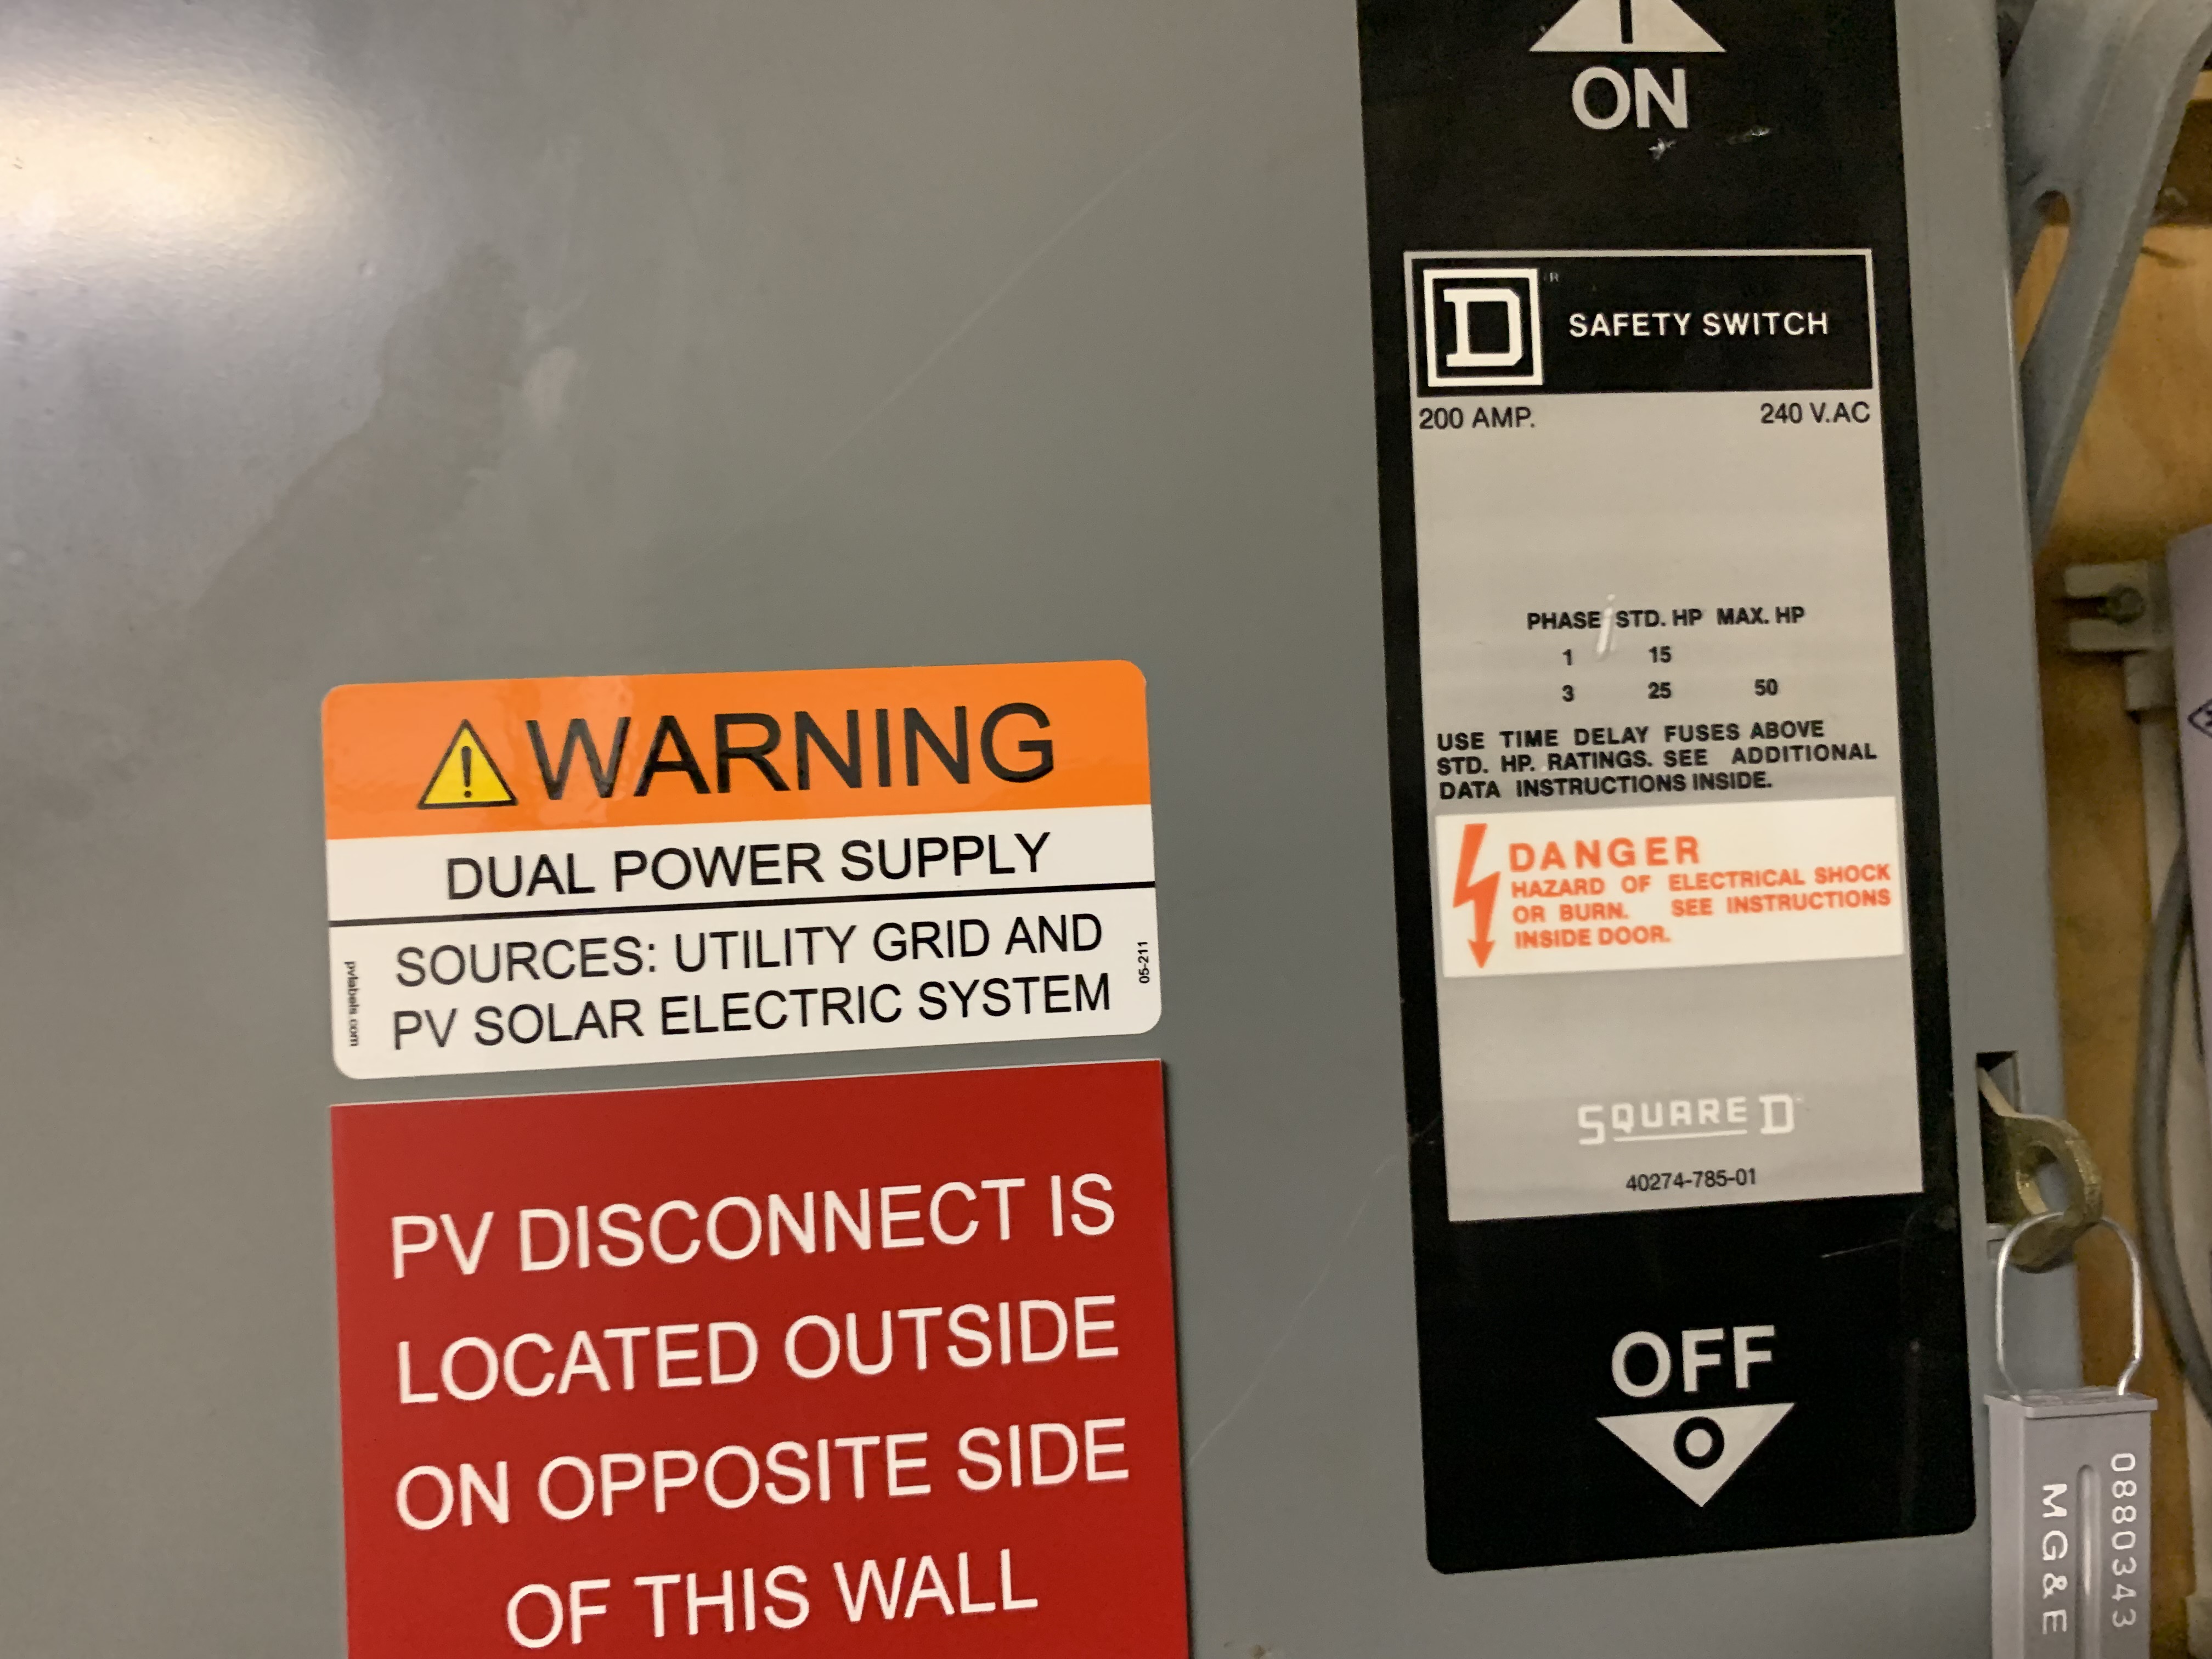 ON
D
®
SAFETY SWITCH
200 AMP.
240 V.AC
PHASE STD. HP MAX. HP
1 15
3 25 50
USE TIME DELAY FUSES ABOVE
STD. HP. RATINGS. SEE ADDITIONAL
DATA INSTRUCTIONS INSIDE.
DANGER
HAZARD OF ELECTRICAL SHOCK
OR BURN. SEE INSTRUCTIONS
INSIDE DOOR.
SQUARE D
40274-785-01
OFF
WARNING
DUAL POWER SUPPLY
SOURCES: UTILITY GRID AND
PV SOLAR ELECTRIC SYSTEM
pvlabels.com
05-211
PV DISCONNECT IS
LOCATED OUTSIDE
ON OPPOSITE SIDE
OF THIS WALL
0880343
MG&E